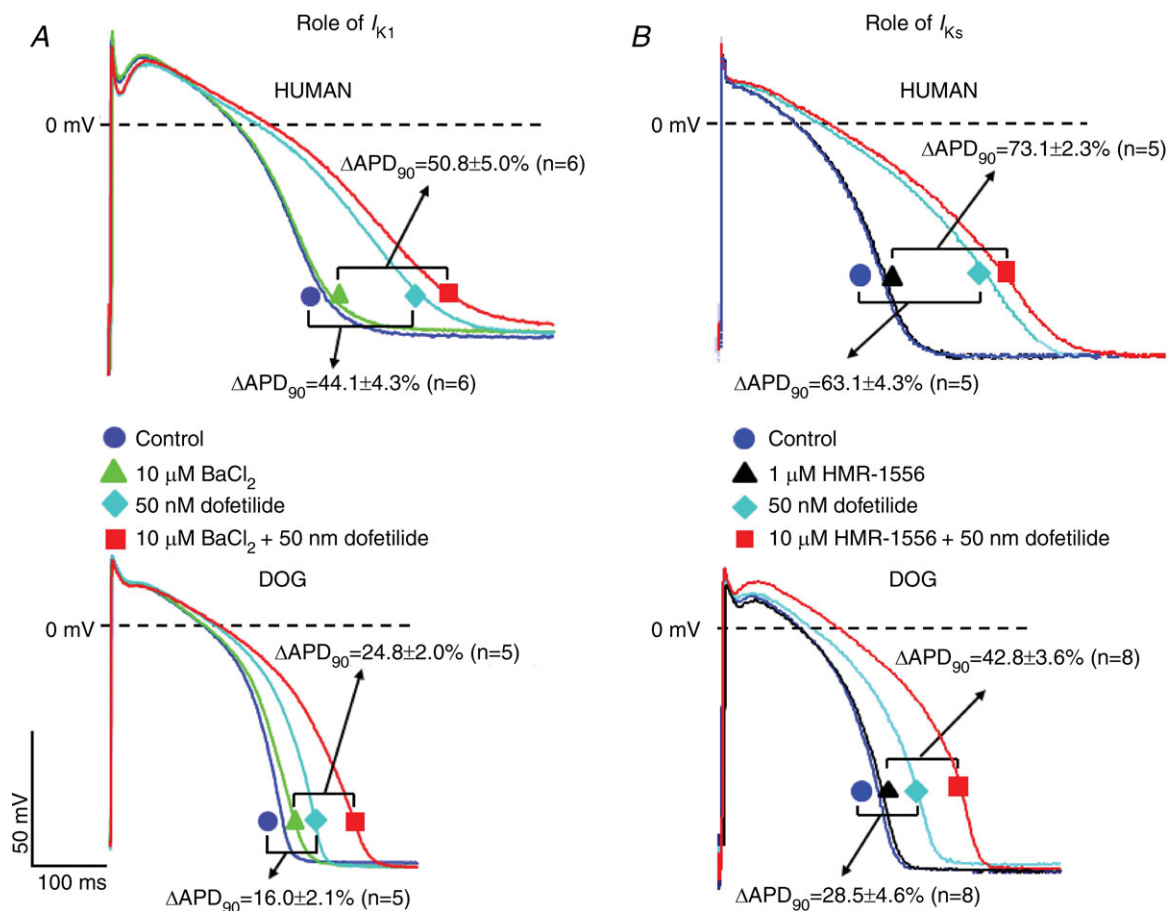 A
Role of I_K1
HUMAN
0 mV
ΔAPD90=50.8±5.0% (n=6)
ΔAPD90=44.1±4.3% (n=6)
Control
10 μM BaCl2
50 nM dofetilide
10 μM BaCl2 + 50 nm dofetilide
DOG
0 mV
ΔAPD90=24.8±2.0% (n=5)
50 mV
100 ms
ΔAPD90=16.0±2.1% (n=5)
B
Role of I_Ks
HUMAN
0 mV
ΔAPD90=73.1±2.3% (n=5)
ΔAPD90=63.1±4.3% (n=5)
Control
1 μM HMR-1556
50 nM dofetilide
10 μM HMR-1556 + 50 nm dofetilide
DOG
0 mV
ΔAPD90=42.8±3.6% (n=8)
ΔAPD90=28.5±4.6% (n=8)